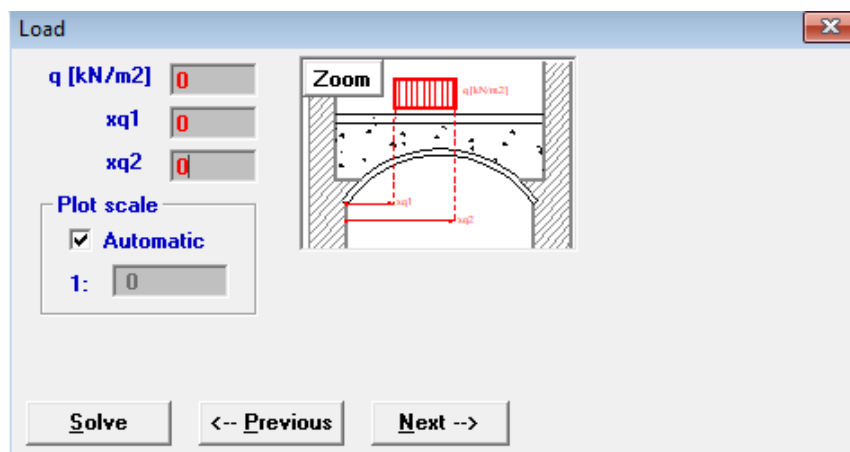 Load
q [kN/m2] 0
xq1 0
xq2 0
Plot scale
Automatic
1: 0
Zoom
q[kN/m2]
xq1
xq2
Solve
<-- Previous
Next -->